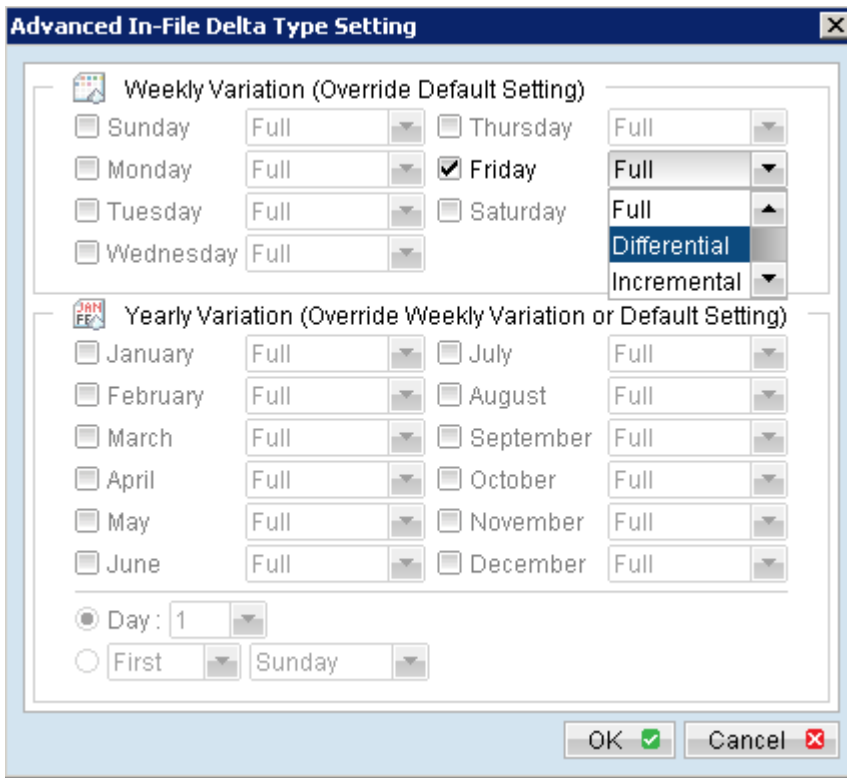 Advanced In-File Delta Type Setting
Weekly Variation (Override Default Setting)
Sunday Full Thursday Full
Monday Full Friday Full
Tuesday Full Saturday Full
Differential
Wednesday Full Incremental
JAN
FE
Yearly Variation (Override Weekly Variation or Default Setting)
January Full July Full
February Full August Full
March Full September Full
April Full October Full
May Full November Full
June Full December Full
Day : 1
First Sunday
OK Cancel